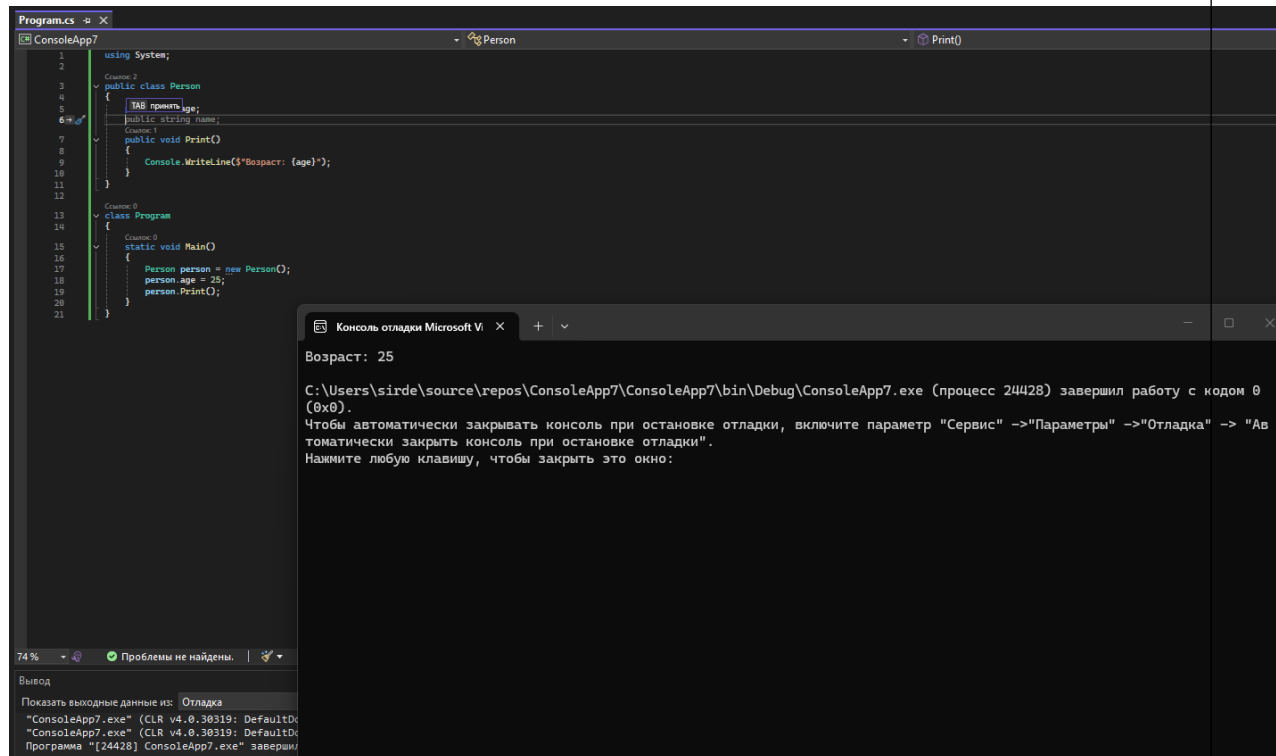 Program.cs
ConsoleApp7 Person Print()
1 using System;
2
Ссылок: 2
3 public class Person
4 {
TAB принять
5 age;
6 public string name;
Ссылок: 1
7 public void Print()
8 {
9 Console.WriteLine($"Возраст: {age}");
10 }
11 }
12
Ссылок: 0
13 class Program
14 {
Ссылок: 0
15 static void Main()
16 {
17 Person person = new Person();
18 person.age = 25;
19 person.Print();
20 }
21 }
Консоль отладки Microsoft Vi
Возраст: 25
C:\Users\sirde\source\repos\ConsoleApp7\ConsoleApp7\bin\Debug\ConsoleApp7.exe (процесс 24428) завершил работу с кодом 0
(0x0).
Чтобы автоматически закрывать консоль при остановке отладки, включите параметр "Сервис" ->"Параметры" ->"Отладка" -> "Ав
томатически закрыть консоль при остановке отладки".
Нажмите любую клавишу, чтобы закрыть это окно:
74 % Проблемы не найдены.
Вывод
Показать выходные данные из: Отладка
"ConsoleApp7.exe" (CLR v4.0.30319: DefaultDo
"ConsoleApp7.exe" (CLR v4.0.30319: DefaultDo
Программа "[24428] ConsoleApp7.exe" заверши